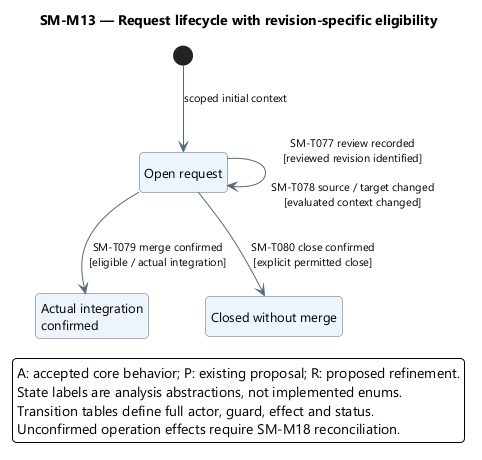 SM-M13 — Request lifecycle with revision-specific eligibility
scoped initial context
SM-T077 review recorded
[reviewed revision identified]
Open request
SM-T078 source / target changed
[evaluated context changed]
SM-T079 merge confirmed
[eligible / actual integration]
SM-T080 close confirmed
[explicit permitted close]
Actual integration
confirmed
Closed without merge
A: accepted core behavior; P: existing proposal; R: proposed refinement.
State labels are analysis abstractions, not implemented enums.
Transition tables define full actor, guard, effect and status.
Unconfirmed operation effects require SM-M18 reconciliation.